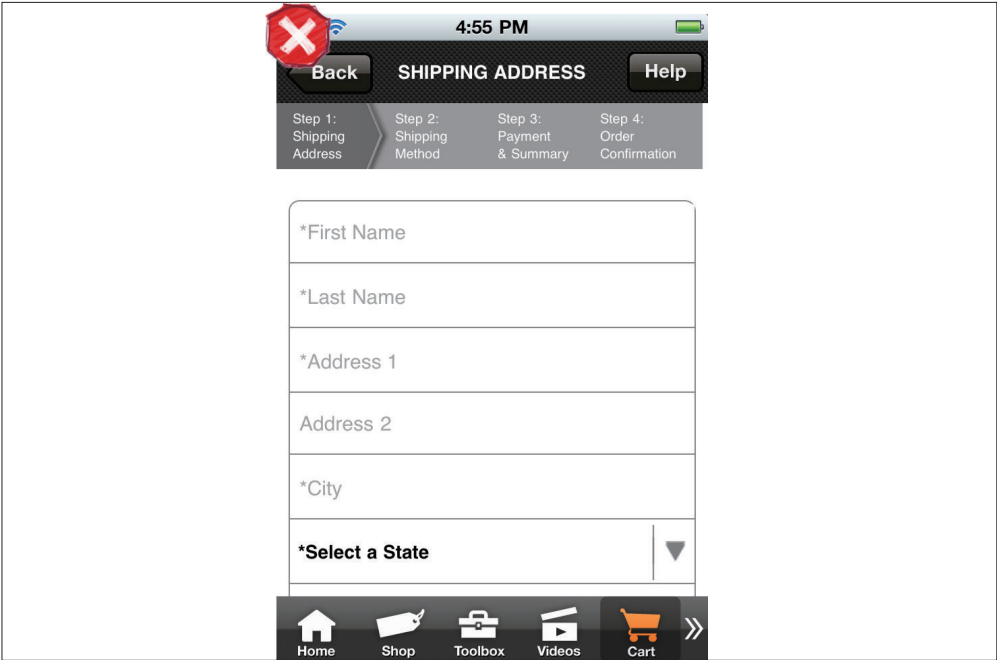 4:55 PM
Back SHIPPING ADDRESS Help
Step 1: Step 2: Step 3: Step 4:
Shipping Shipping Payment Order
Address Method & Summary Confirmation
*First Name
*Last Name
*Address 1
Address 2
*City
*Select a State
Home Shop Toolbox Videos Cart